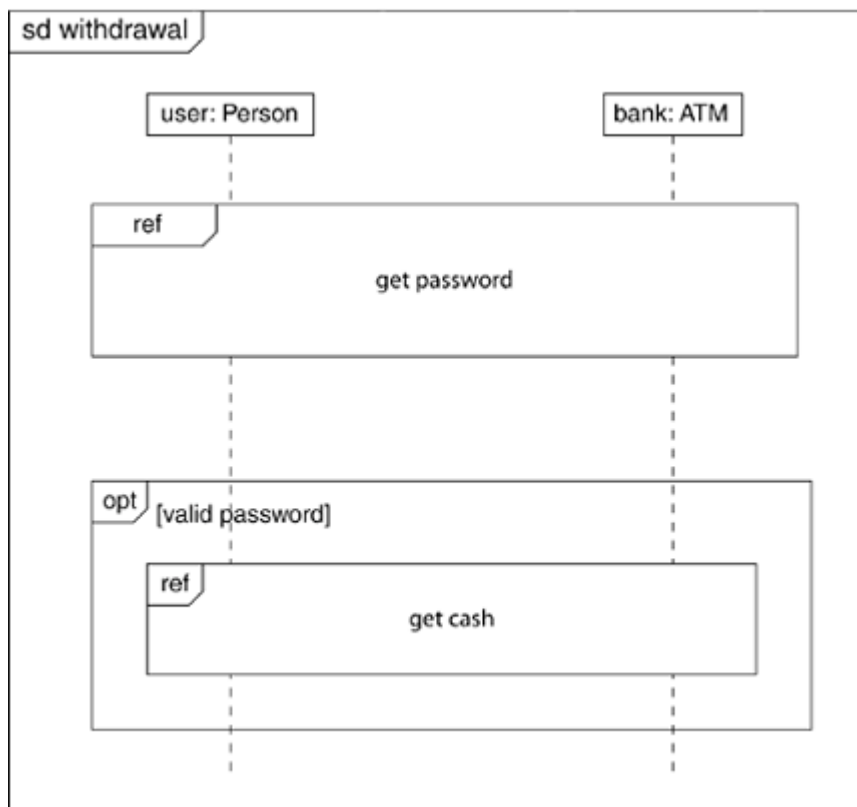 sd withdrawal
user: Person
bank: ATM
ref
get password
opt
[valid password]
ref
get cash